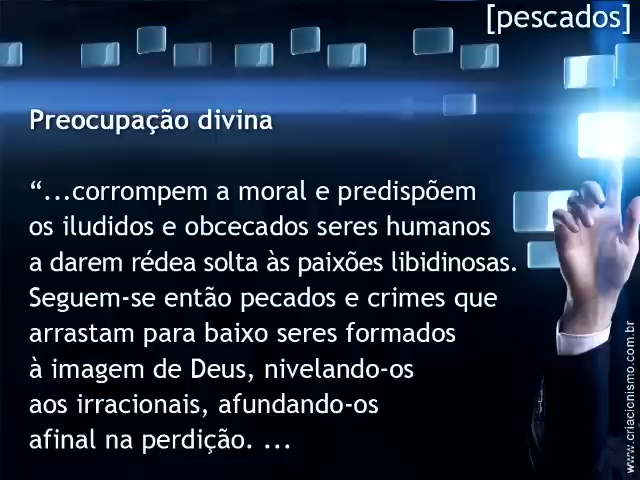 [pescados]
Preocupação divina
“...corrompem a moral e predispõem
os iludidos e obcecados seres humanos
a darem rédea solta às paixões libidinosas.
Seguem-se então pecados e crimes que
arrastam para baixo seres formados
à imagem de Deus, nivelando-os
aos irracionais, afundando-os
afinal na perdição. ...
www.criacionismo.com.br